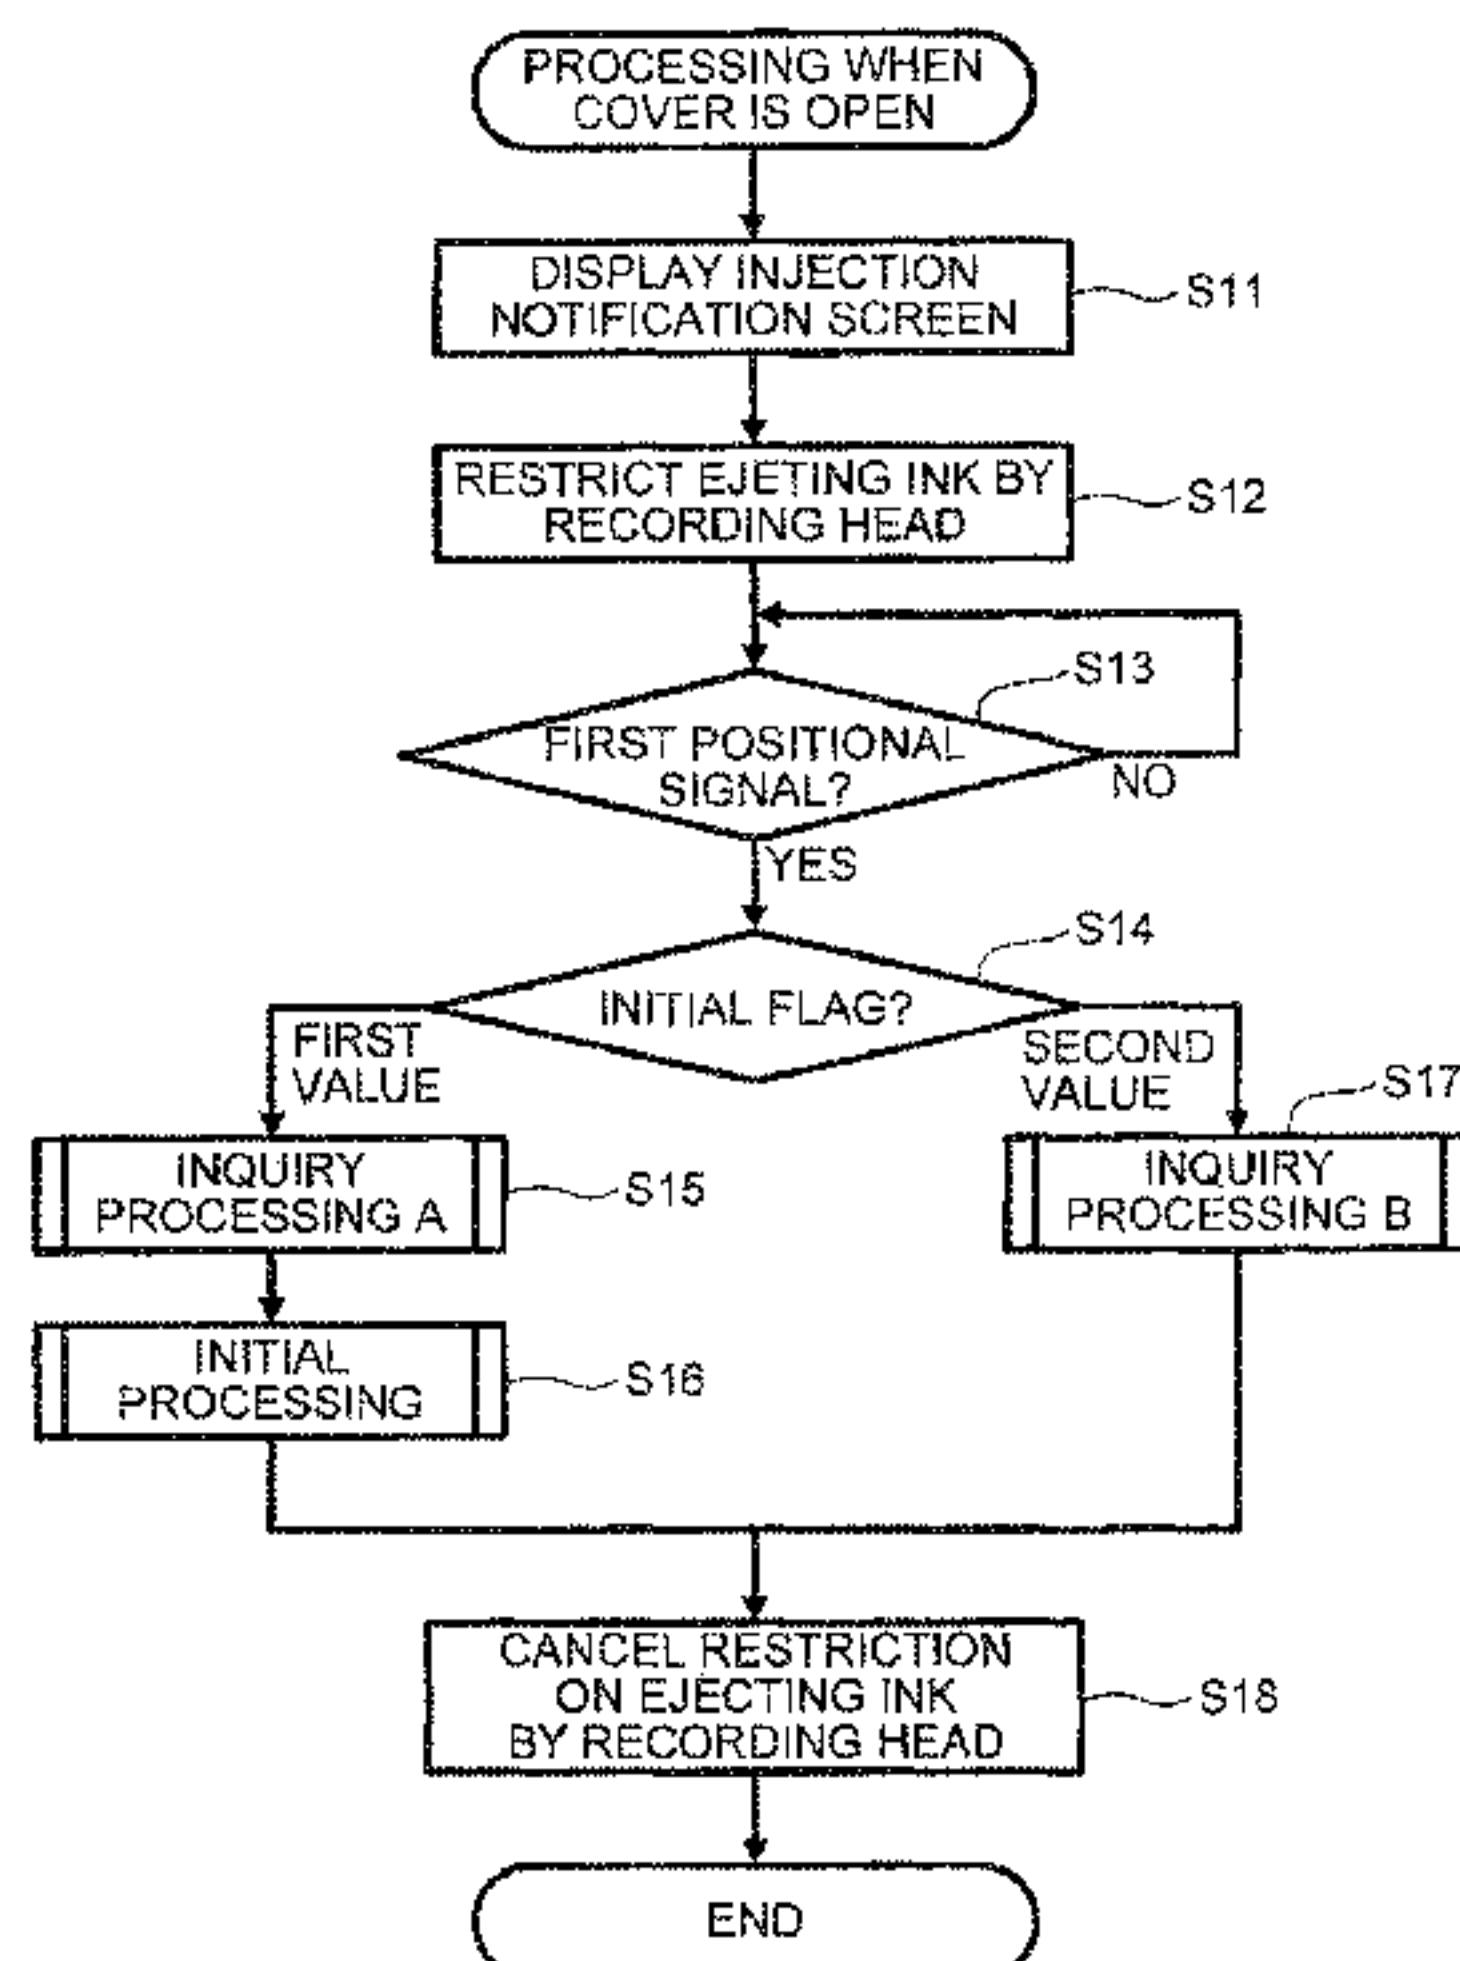 PROCESSING WHEN
COVER IS OPEN
DISPLAY INJECTION
NOTIFICATION SCREEN
S11
RESTRICT EJETING INK BY
RECORDING HEAD
S12
S13
FIRST POSITIONAL
SIGNAL?
NO
YES
S14
INITIAL FLAG?
FIRST
VALUE
SECOND
VALUE
S17
INQUIRY
PROCESSING A
S15
INQUIRY
PROCESSING B
INITIAL
PROCESSING
S16
CANCEL RESTRICTION
ON EJECTING INK
BY RECORDING HEAD
S18
END